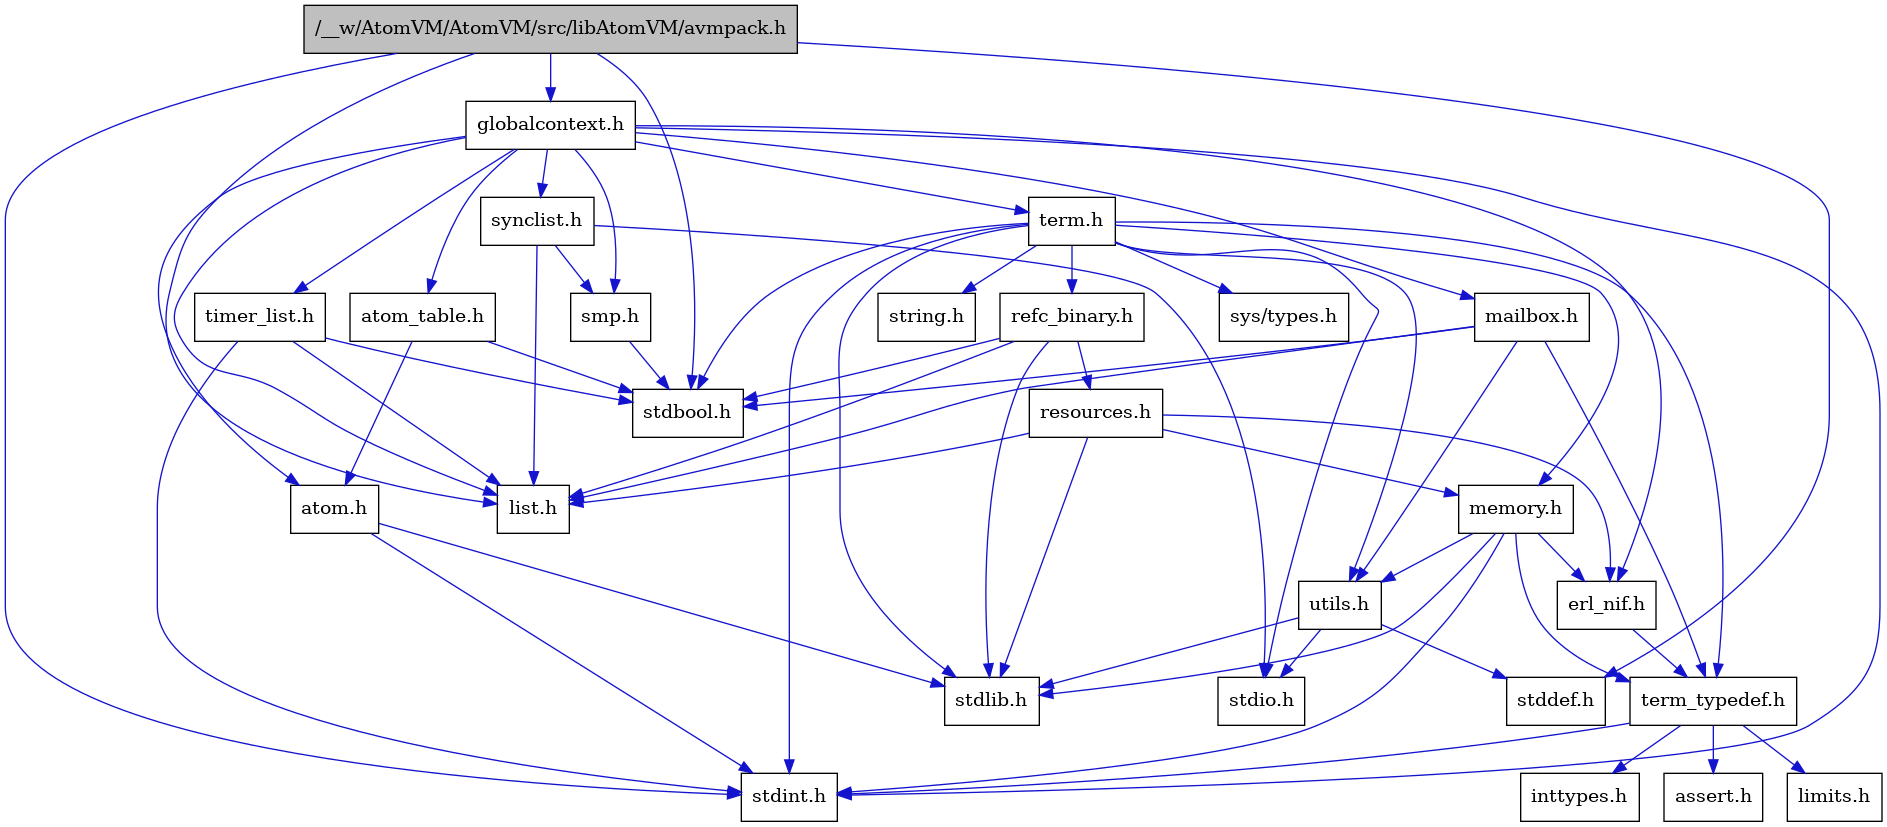 /__w/AtomVM/AtomVM/src/libAtomVM/avmpack.h
globalcontext.h
synclist.h
term.h
timer_list.h
atom_table.h
smp.h
string.h
refc_binary.h
sys/types.h
mailbox.h
stdbool.h
resources.h
atom.h
list.h
memory.h
utils.h
erl_nif.h
stdlib.h
stdio.h
stddef.h
term_typedef.h
stdint.h
inttypes.h
assert.h
limits.h